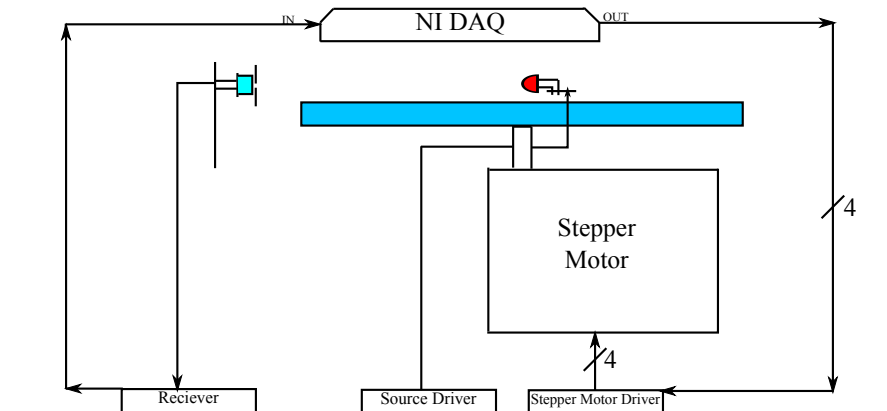 IN
NI DAQ
OUT
4
Stepper
Motor
4
Reciever
Source Driver
Stepper Motor Driver